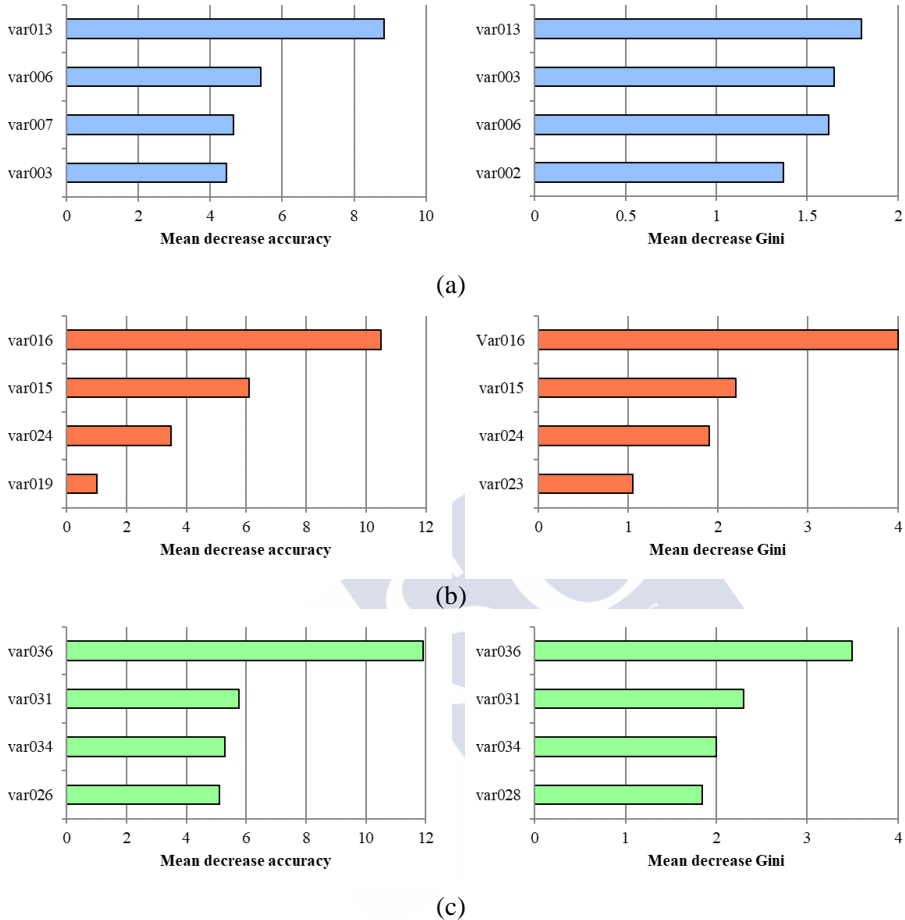 var013
var006
var007
var003
0 2 4 6 8 10
Mean decrease accuracy
var013
var003
var006
var002
0 0.5 1 1.5 2
Mean decrease Gini
(a)
var016
var015
var024
var019
0 2 4 6 8 10 12
Mean decrease accuracy
Var016
var015
var024
var023
0 1 2 3 4
Mean decrease Gini
(b)
var036
var031
var034
var026
0 2 4 6 8 10 12
Mean decrease accuracy
var036
var031
var034
var028
0 1 2 3 4
Mean decrease Gini
(c)